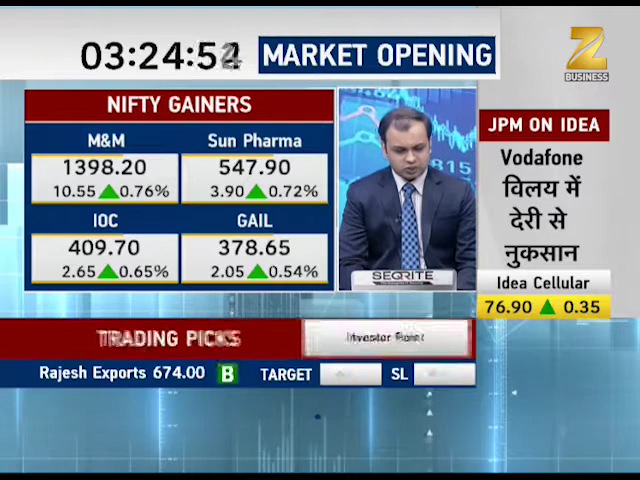 03:24:5
MARKET OPENING
Z
ZEE
BUSINESS
NIFTY GAINERS
M&M
1398.20
10.55 ▲ 0.76%
Sun Pharma
547.90
3.90 ▲ 0.72%
IOC
409.70
2.65 ▲ 0.65%
GAIL
378.65
2.05 ▲ 0.54%
815
SEQRITE
JPM ON IDEA
Vodafone
विलय में
देरी से
नुकसान
Idea Cellular
76.90 ▲ 0.35
TRADING PICKS
Investor Point
Rajesh Exports 674.00 B TARGET SL